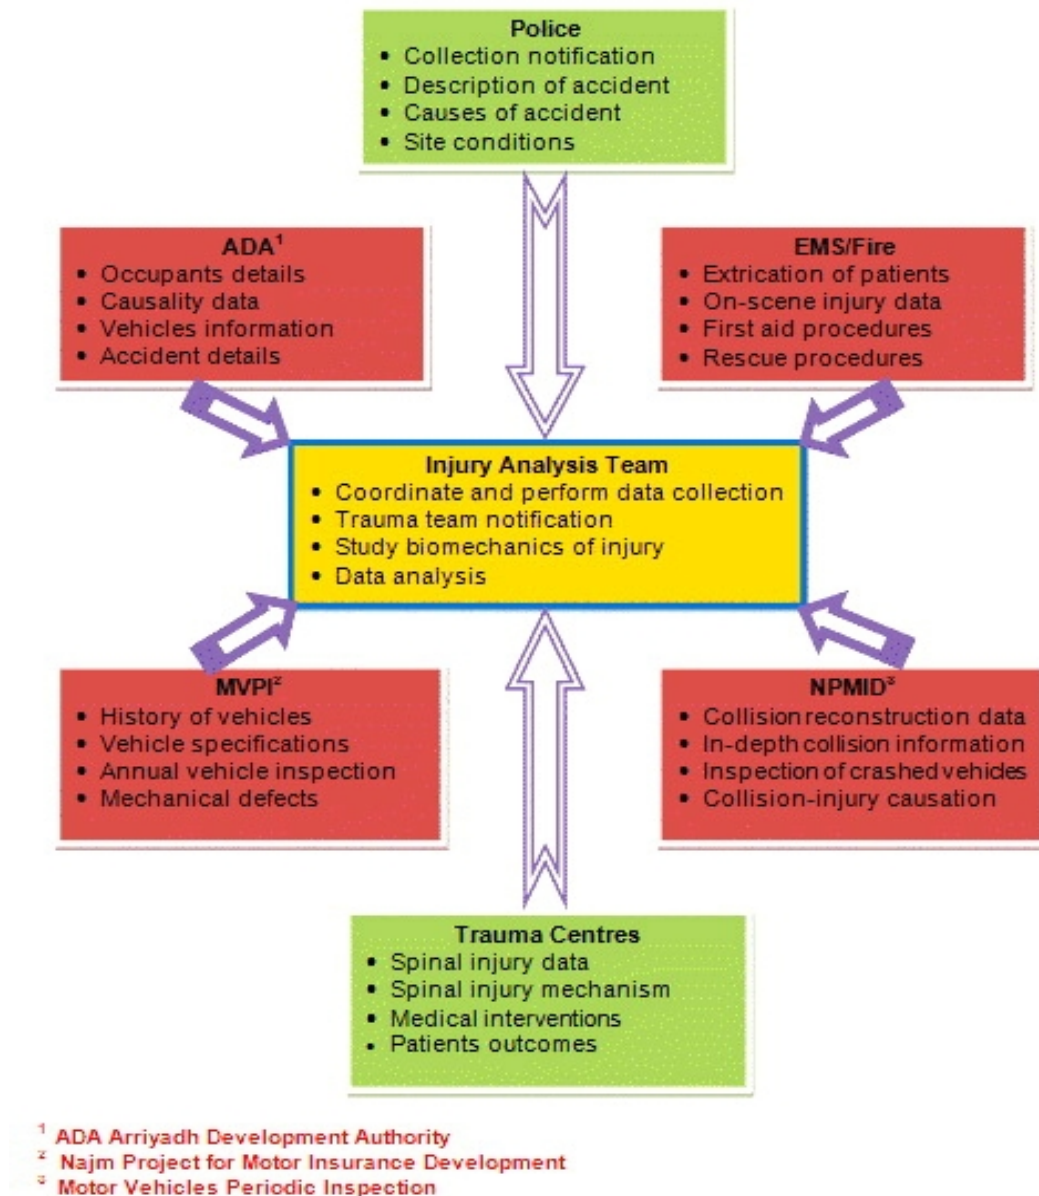 Police
• Collection notification
• Description of accident
• Causes of accident
• Site conditions
ADA¹
• Occupants details
• Causality data
• Vehicles information
• Accident details
EMS/Fire
• Extrication of patients
• On-scene injury data
• First aid procedures
• Rescue procedures
Injury Analysis Team
• Coordinate and perform data collection
• Trauma team notification
• Study biomechanics of injury
• Data analysis
MVPI²
• History of vehicles
• Vehicle specifications
• Annual vehicle inspection
• Mechanical defects
NPMID³
• Collision reconstruction data
• In-depth collision information
• Inspection of crashed vehicles
• Collision-injury causation
Trauma Centres
• Spinal injury data
• Spinal injury mechanism
• Medical interventions
• Patients outcomes
¹ ADA Arriyadh Development Authority
² Najm Project for Motor Insurance Development
³ Motor Vehicles Periodic Inspection